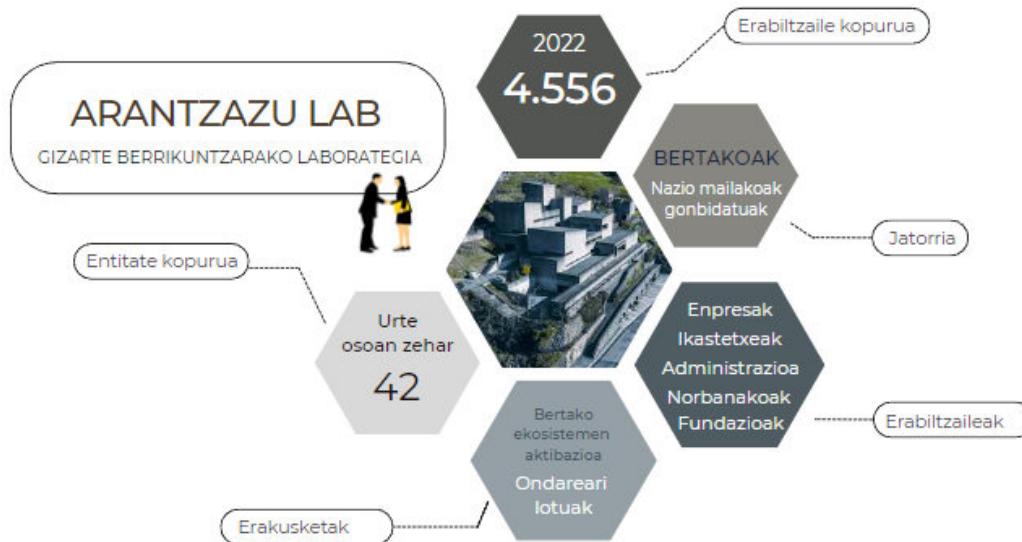 ARANTZAZU LAB
GIZARTE BERRIKUNTZARAKO LABORATEGIA
2022
4.556
Erabiltzaile kopurua
BERTAKOAK
Nazio mailakoak
gonbidatuak
Jatorria
Entitate kopurua
Urte
osoan zehar
42
Enpresak
Ikastetxeak
Administrazioa
Norbanakoak
Fundazioak
Erabiltzaileak
Bertako
ekosistemen
aktibazioa
Ondareari
lotuak
Erakusketak